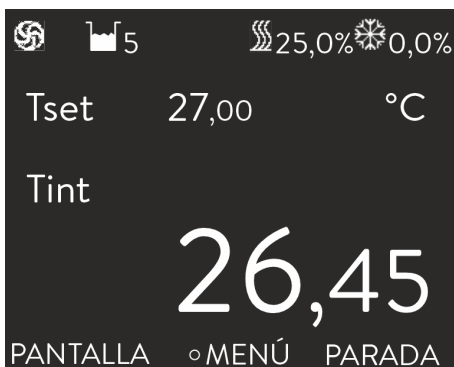 5 25,0% 0,0%
Tset 27,00 °C
Tint
26,45
PANTALLA ○MENÚ PARADA